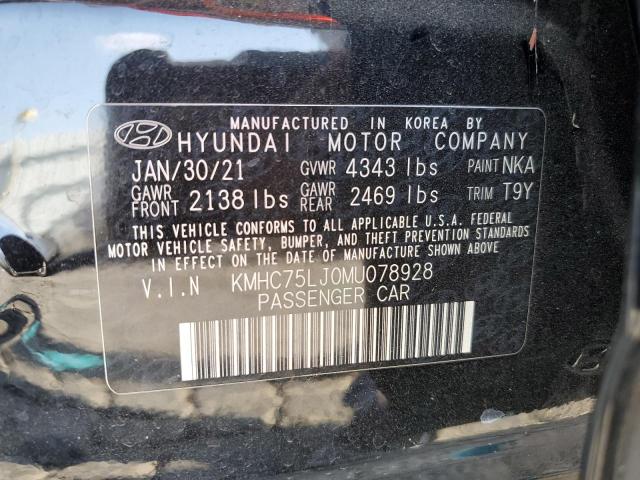 MANUFACTURED IN KOREA BY
HYUNDAI MOTOR COMPANY
JAN/30/21 GVWR 4343 lbs PAINT NKA
GAWR FRONT 2138 lbs GAWR REAR 2469 lbs TRIM T9Y
THIS VEHICLE CONFORMS TO ALL APPLICABLE U.S.A. FEDERAL
MOTOR VEHICLE SAFETY, BUMPER, AND THEFT PREVENTION
STANDARDS IN EFFECT ON THE DATE OF MANUFACTURE SHOWN ABOVE
V.I.N KMHC75LJ0MU078928
PASSENGER CAR